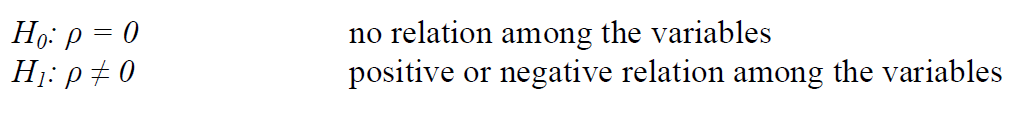 H₀: ρ = 0 no relation among the variables
H₁: ρ ≠ 0 positive or negative relation among the variables